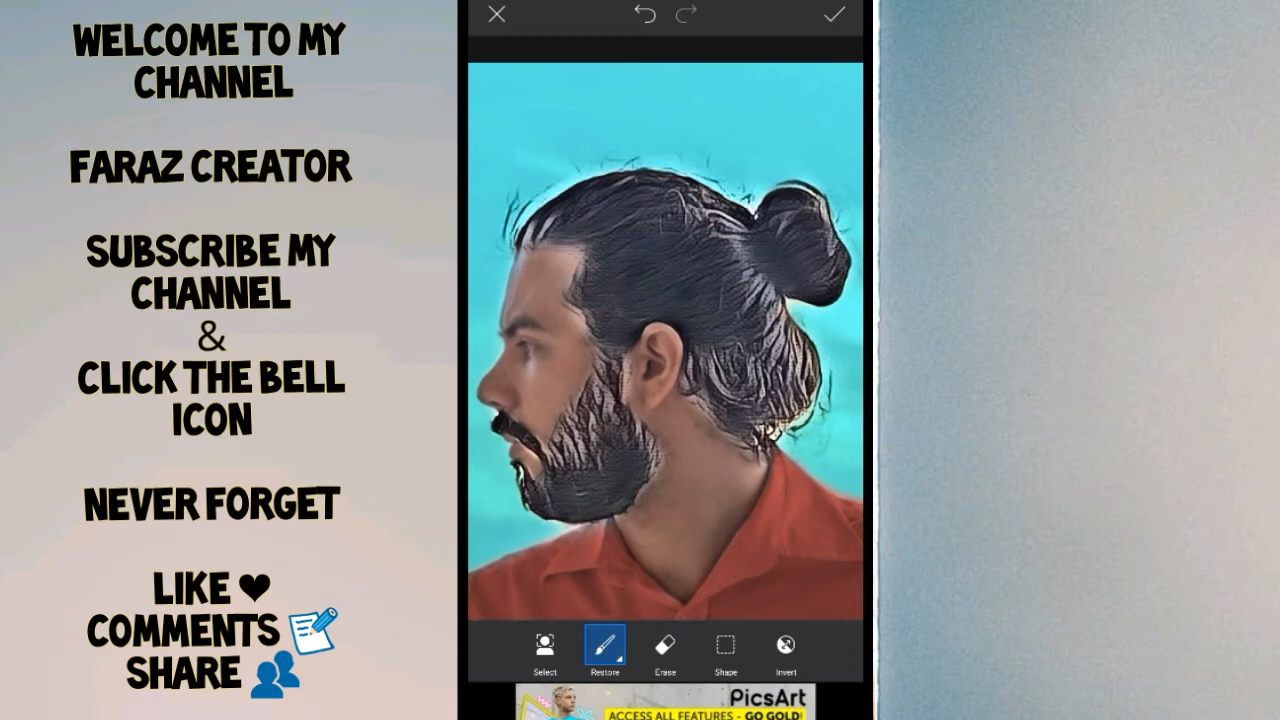 WELCOME TO MY
CHANNEL
FARAZ CREATOR
SUBSCRIBE MY
CHANNEL
&
CLICK THE BELL
ICON
NEVER FORGET
LIKE ❤
COMMENTS 📝
SHARE 👥
Select
Restore
Erase
Shape
Invert
PicsArt
ACCESS ALL FEATURES - GO GOLD!